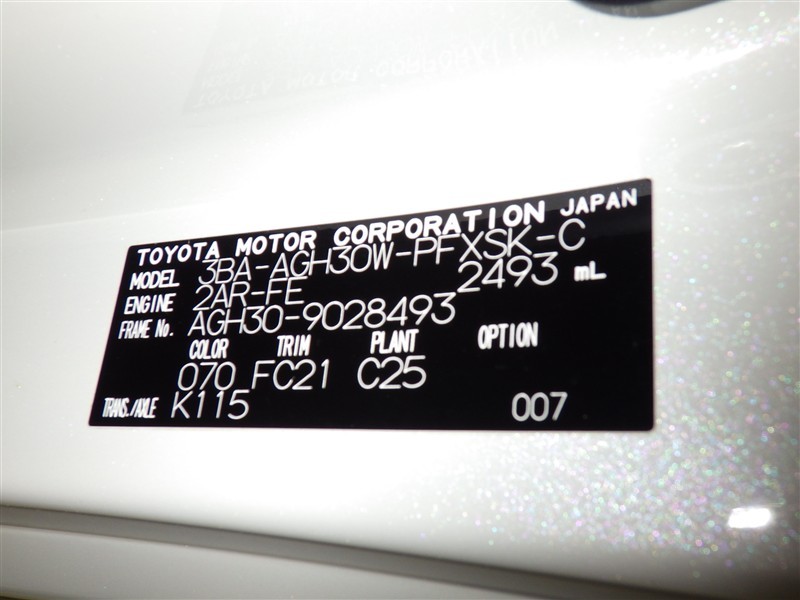 TOYOTA MOTOR CORPORATION JAPAN
MODEL 3BA-AGH30W-PFXSK-C
ENGINE 2AR-FE 2493 mL
FRAME No. AGH30-9028493
COLOR TRIM PLANT OPTION
070 FC21 C25
TRANS./AXLE K115 007